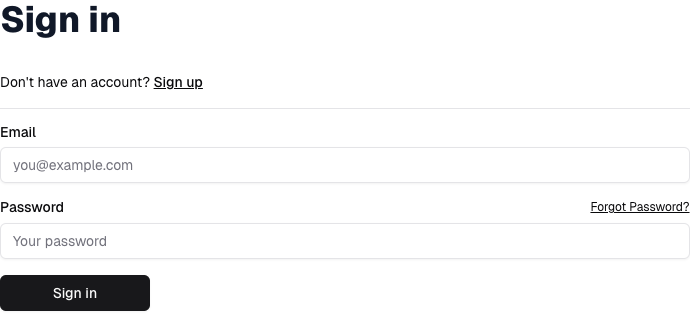 Sign in
Don't have an account? Sign up
Email
you@example.com
Password
Forgot Password?
Your password
Sign in